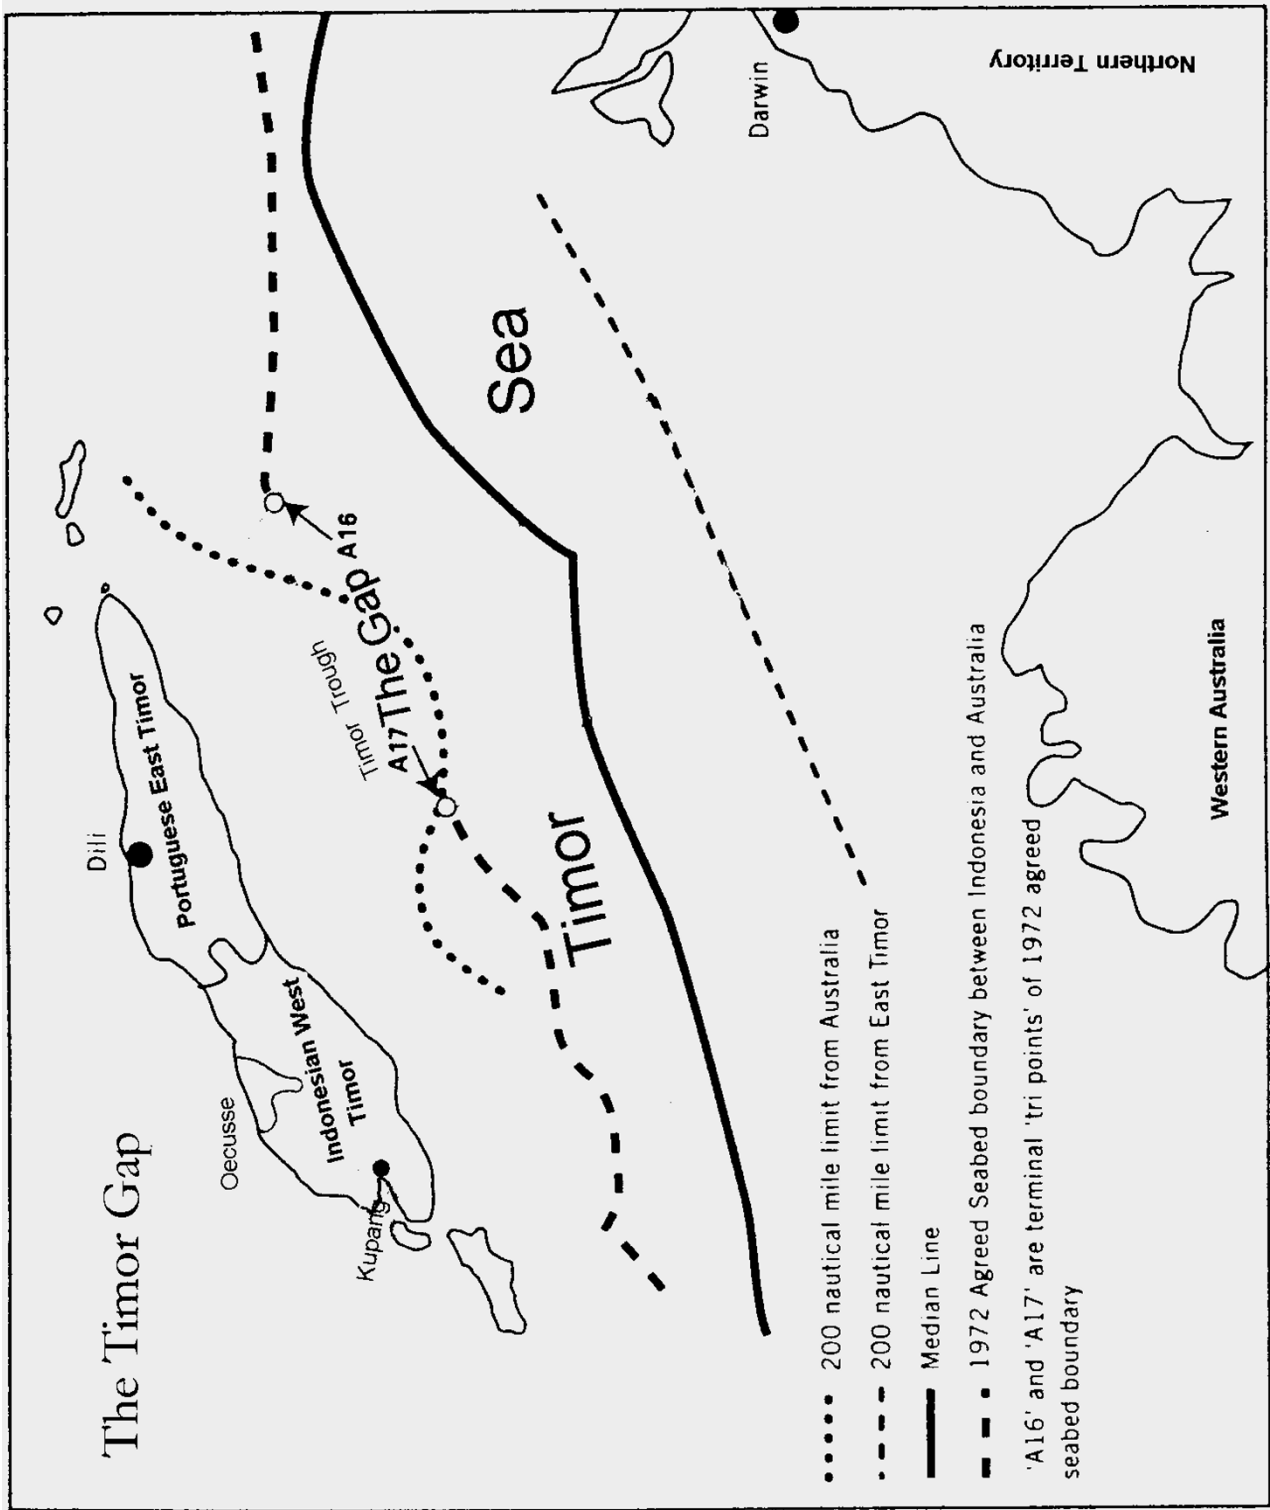 The Timor Gap
Dili
Portuguese East Timor
Oecusse
Indonesian West
Timor
Kupang
Timor Trough
A17
The Gap
A16
Timor
Sea
Darwin
Northern Territory
Western Australia
200 nautical mile limit from Australia
200 nautical mile limit from East Timor
Median Line
1972 Agreed Seabed boundary between Indonesia and Australia
'A16' and 'A17' are terminal 'tri points' of 1972 agreed
seabed boundary